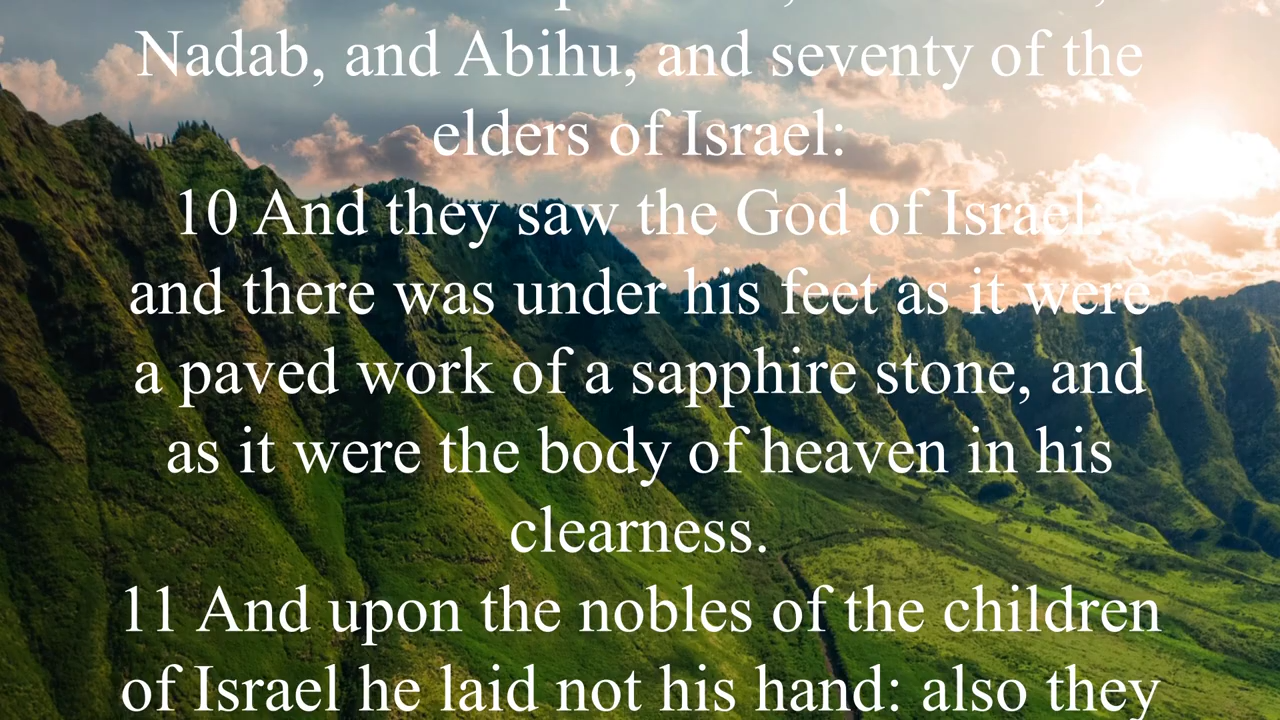 Nadab, and Abihu, and seventy of the
elders of Israel:
10 And they saw the God of Israel:
and there was under his feet as it were
a paved work of a sapphire stone, and
as it were the body of heaven in his
clearness.
11 And upon the nobles of the children
of Israel he laid not his hand: also they